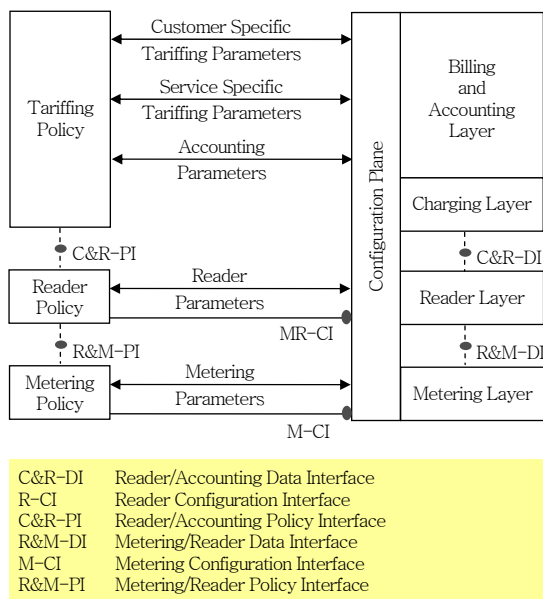 Customer Specific
Tariffing Parameters
Service Specific
Tariffing Parameters
Accounting
Parameters
Tariffing
Policy
Billing
and
Accounting
Layer
Configuration Plane
Charging Layer
C&R-PI
C&R-DI
Reader
Policy
Reader
Parameters
MR-CI
Reader Layer
R&M-PI
R&M-DI
Metering
Policy
Metering
Parameters
M-CI
Metering Layer
C&R-DI Reader/Accounting Data Interface
R-CI Reader Configuration Interface
C&R-PI Reader/Accounting Policy Interface
R&M-DI Metering/Reader Data Interface
M-CI Metering Configuration Interface
R&M-PI Metering/Reader Policy Interface